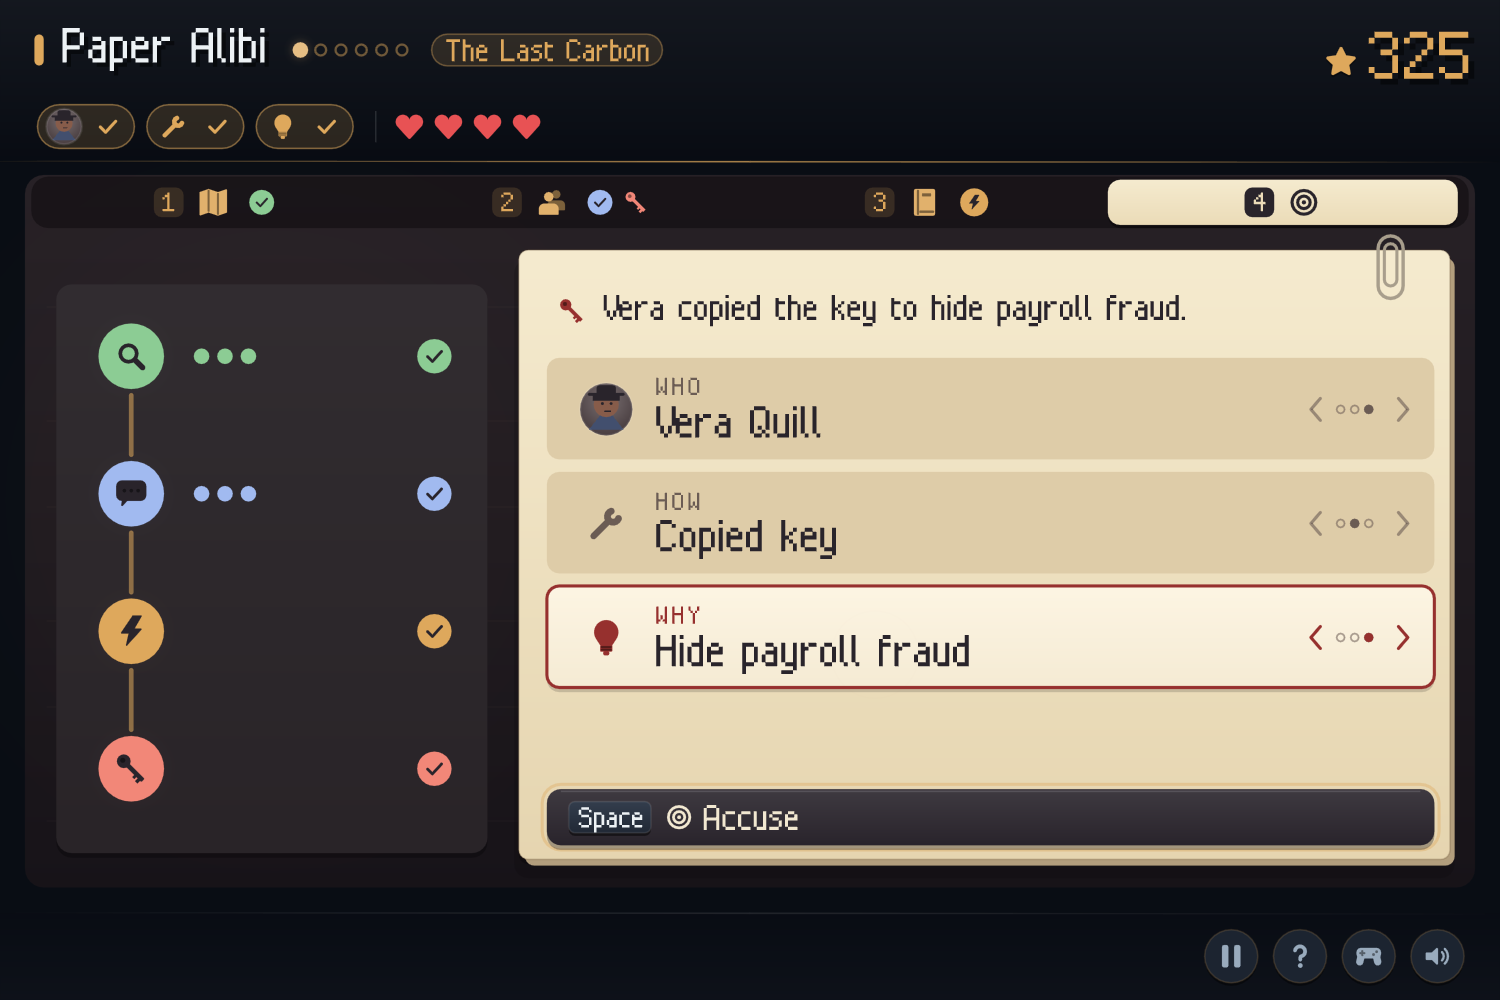 Paper Alibi
The Last Carbon
325
1
2
3
4
Vera copied the key to hide payroll fraud.
WHO
Vera Quill
HOW
Copied key
WHY
Hide payroll fraud
Space Accuse
?